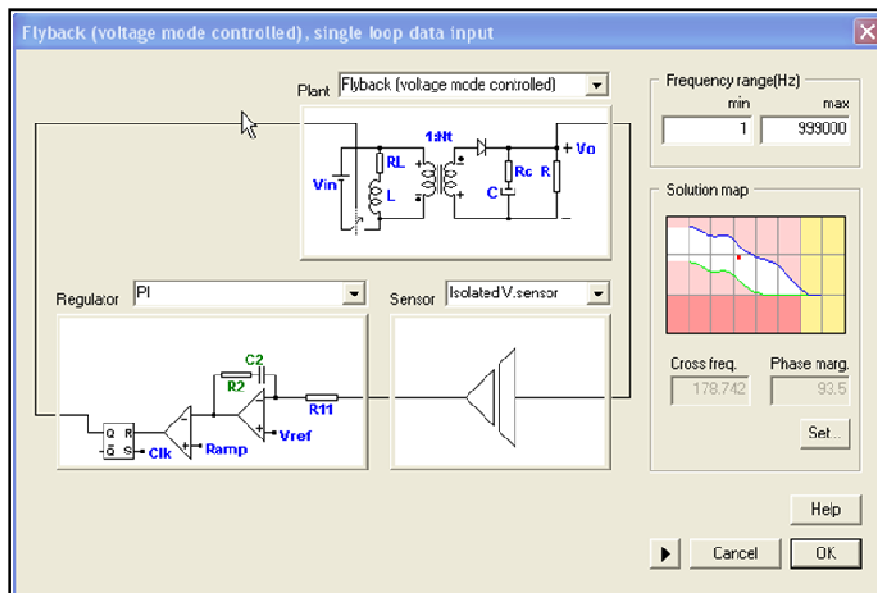 Flyback (voltage mode controlled), single loop data input
Plant Flyback (voltage mode controlled)
Frequency range(Hz)
min max
1 999000
1:Nt
RL
Vin
L
+ Vo
Rc R
C
Solution map
Regulator PI
Sensor Isolated V.sensor
C2
R2
R11
Vref
Q R
Q S
Clk
Ramp
Cross freq. Phase marg.
178.742 93.5
Set...
Help
Cancel OK